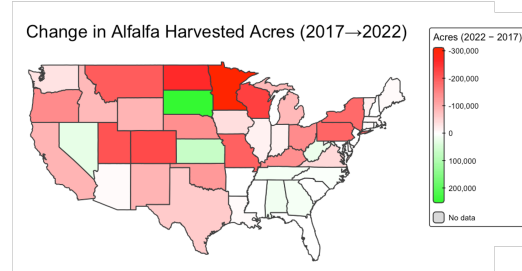 Change in Alfalfa Harvested Acres (2017→2022)
Acres (2022 − 2017)
-300,000
-200,000
-100,000
0
100,000
200,000
No data